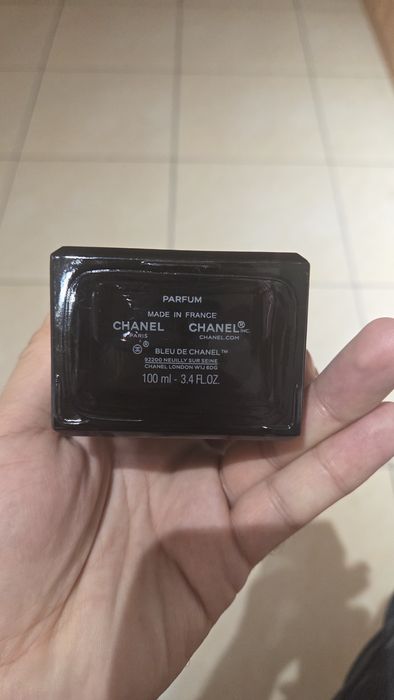 PARFUM
MADE IN FRANCE
CHANEL CHANEL®INC.
PARIS CHANEL.COM
®
BLEU DE CHANEL™
92200 NEUILLY SUR SEINE
CHANEL LONDON W1J 6DG
100 ml - 3.4 FL.OZ.